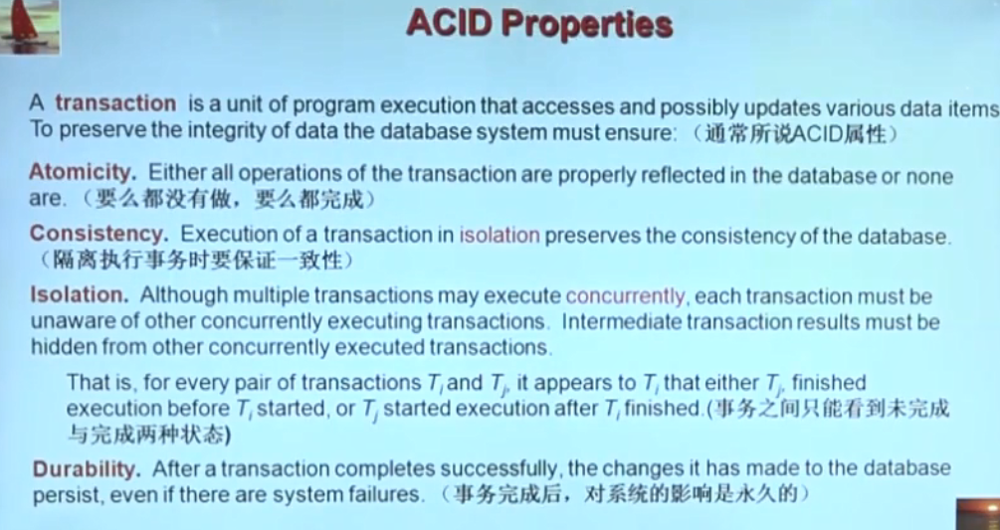 ACID Properties
A transaction is a unit of program execution that accesses and possibly updates various data items
To preserve the integrity of data the database system must ensure: （通常所说ACID属性）
Atomicity. Either all operations of the transaction are properly reflected in the database or none
are. （要么都没有做，要么都完成）
Consistency. Execution of a transaction in isolation preserves the consistency of the database.
（隔离执行事务时要保证一致性）
Isolation. Although multiple transactions may execute concurrently, each transaction must be
unaware of other concurrently executing transactions. Intermediate transaction results must be
hidden from other concurrently executed transactions.
That is, for every pair of transactions Ti and Tj, it appears to Ti that either Tj, finished
execution before Ti started, or Tj started execution after Ti finished.(事务之间只能看到未完成
与完成两种状态)
Durability. After a transaction completes successfully, the changes it has made to the database
persist, even if there are system failures. （事务完成后，对系统的影响是永久的）